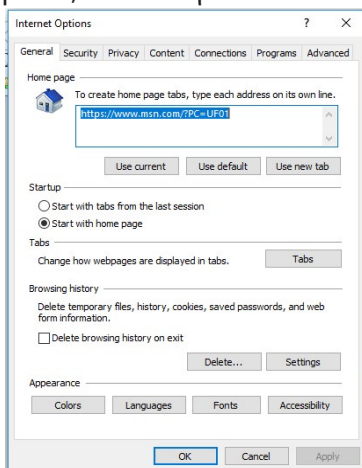 Internet Options ? X
General Security Privacy Content Connections Programs Advanced
Home page
To create home page tabs, type each address on its own line.
https://www.msn.com/?PC=UF01
Use current Use default Use new tab
Startup
Start with tabs from the last session
Start with home page
Tabs
Change how webpages are displayed in tabs. Tabs
Browsing history
Delete temporary files, history, cookies, saved passwords, and web
form information.
Delete browsing history on exit
Delete... Settings
Appearance
Colors Languages Fonts Accessibility
OK Cancel Apply